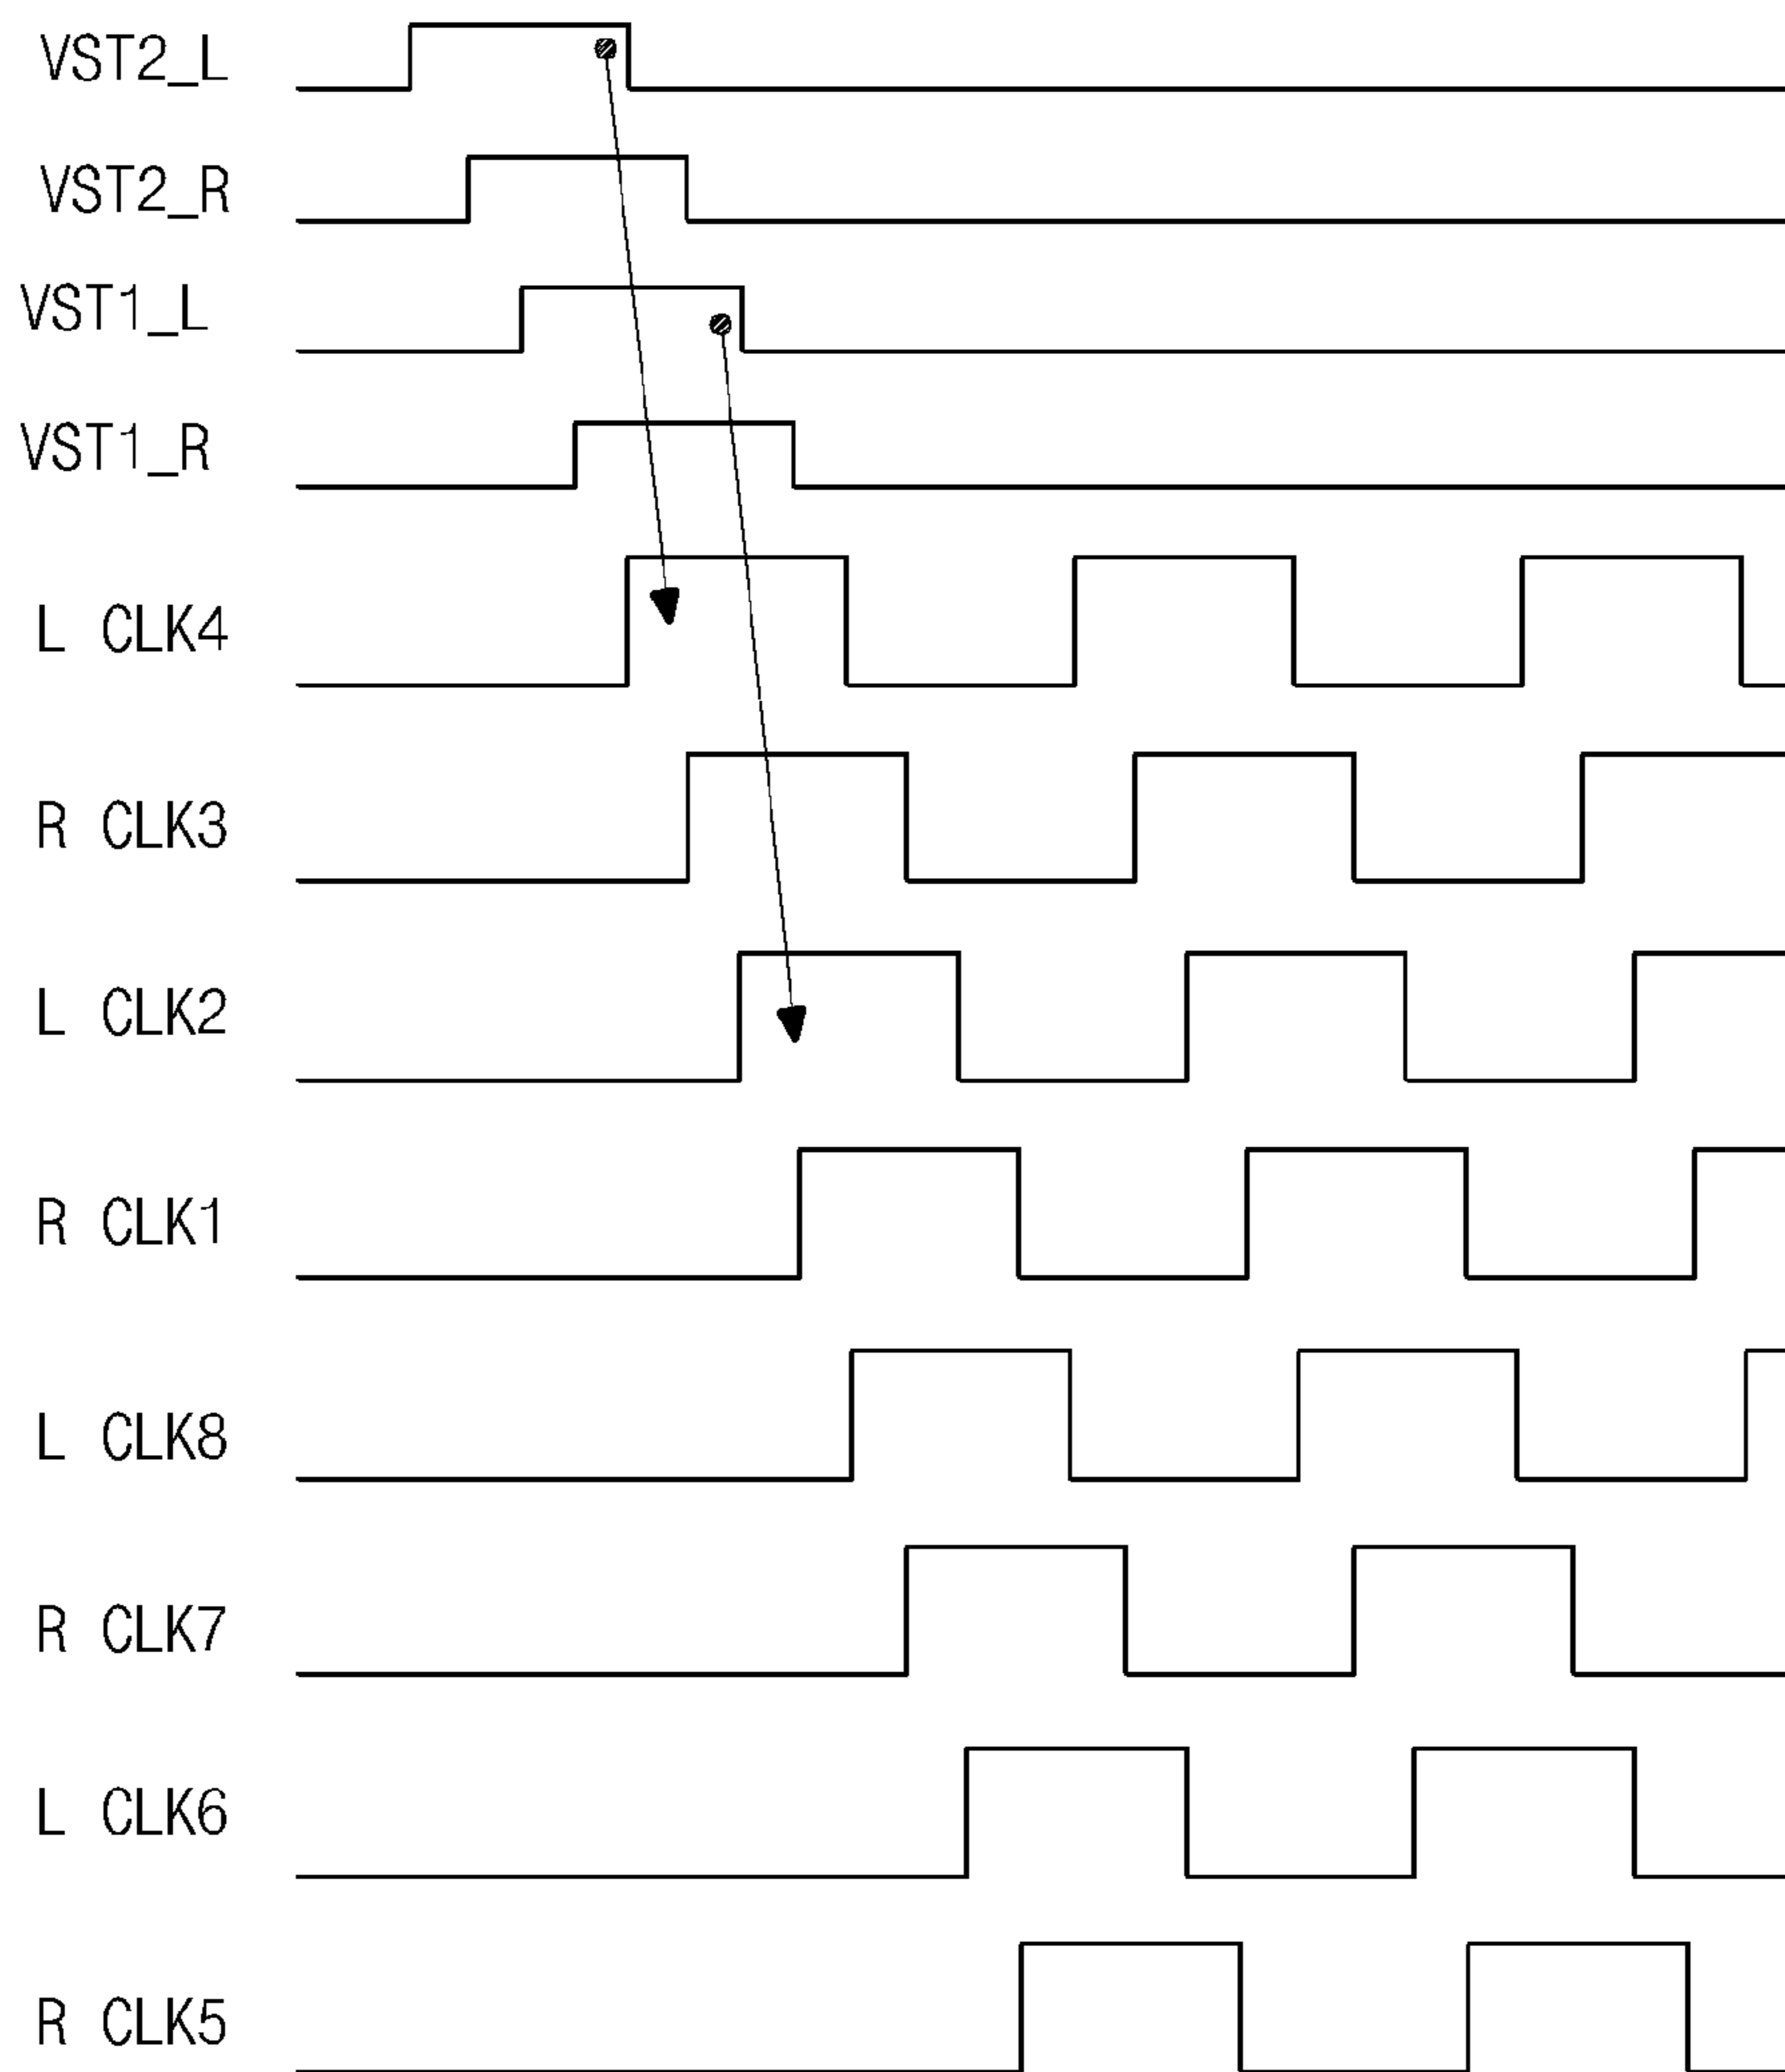 VST2_L
VST2_R
VST1_L
VST1_R
L CLK4
R CLK3
L CLK2
R CLK1
L CLK8
R CLK7
L CLK6
R CLK5